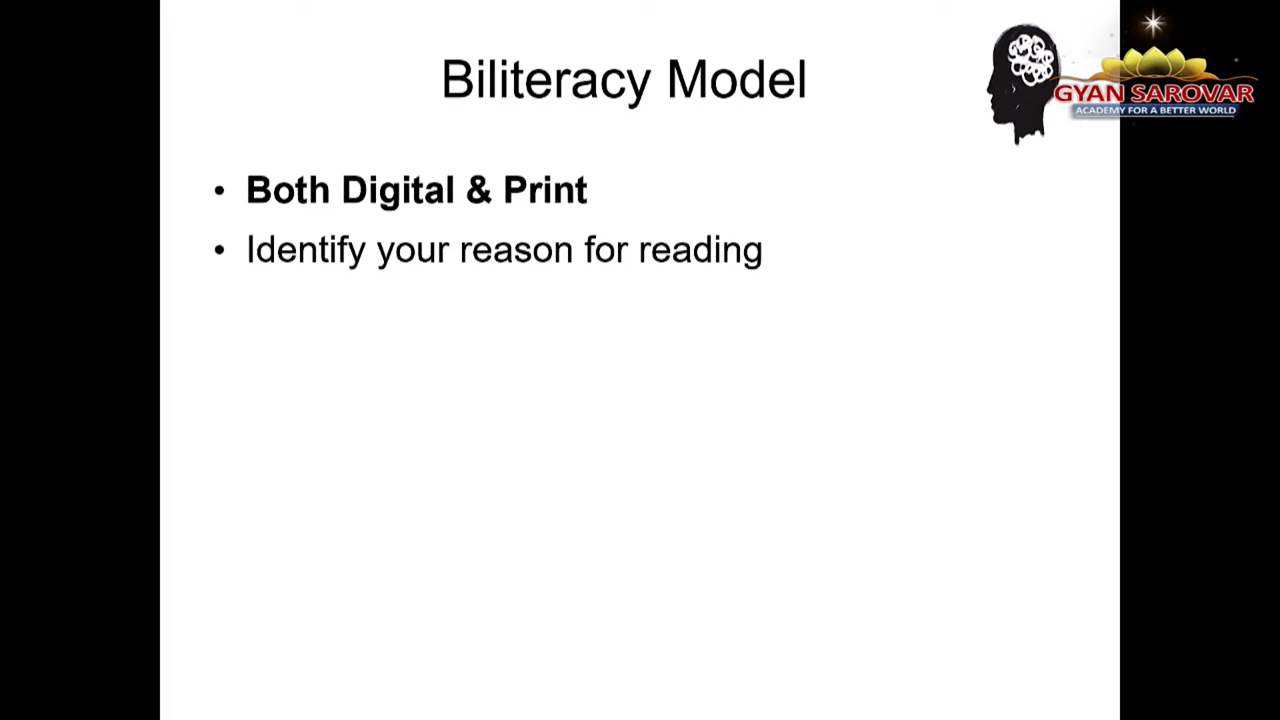 Biliteracy Model
GYAN SAROVAR
ACADEMY FOR A BETTER WORLD
• Both Digital & Print
• Identify your reason for reading